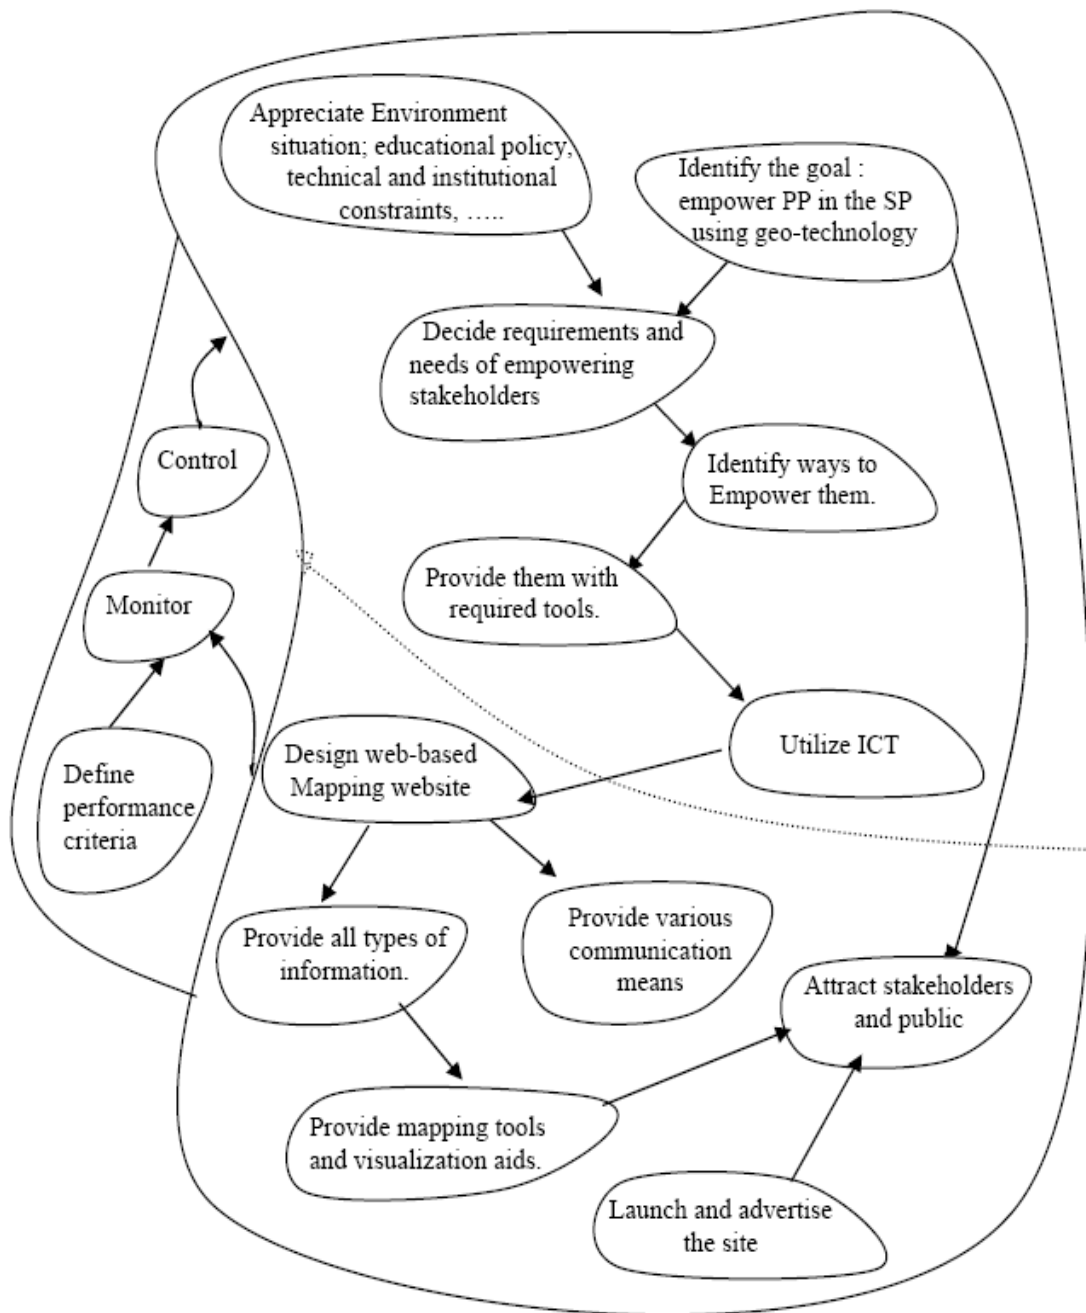 Appreciate Environment
situation; educational policy,
technical and institutional
constraints, …..
Identify the goal :
empower PP in the SP
using geo-technology
Decide requirements and
needs of empowering
stakeholders
Control
Identify ways to
Empower them.
Provide them with
required tools.
Monitor
Utilize ICT
Design web-based
Mapping website
Define
performance
criteria
Provide all types of
information.
Provide various
communication
means
Attract stakeholders
and public
Provide mapping tools
and visualization aids.
Launch and advertise
the site